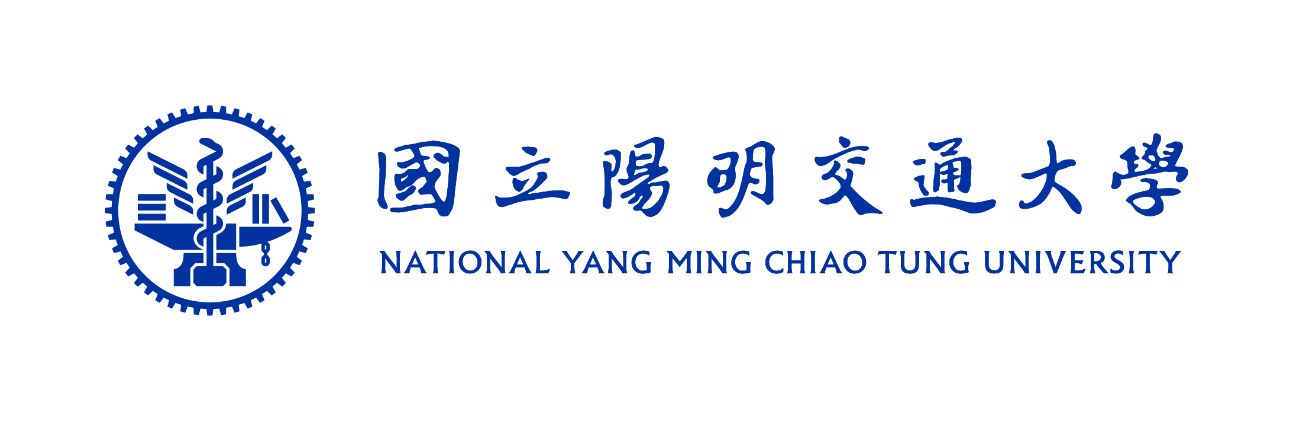 國立陽明交通大學
NATIONAL YANG MING CHIAO TUNG UNIVERSITY